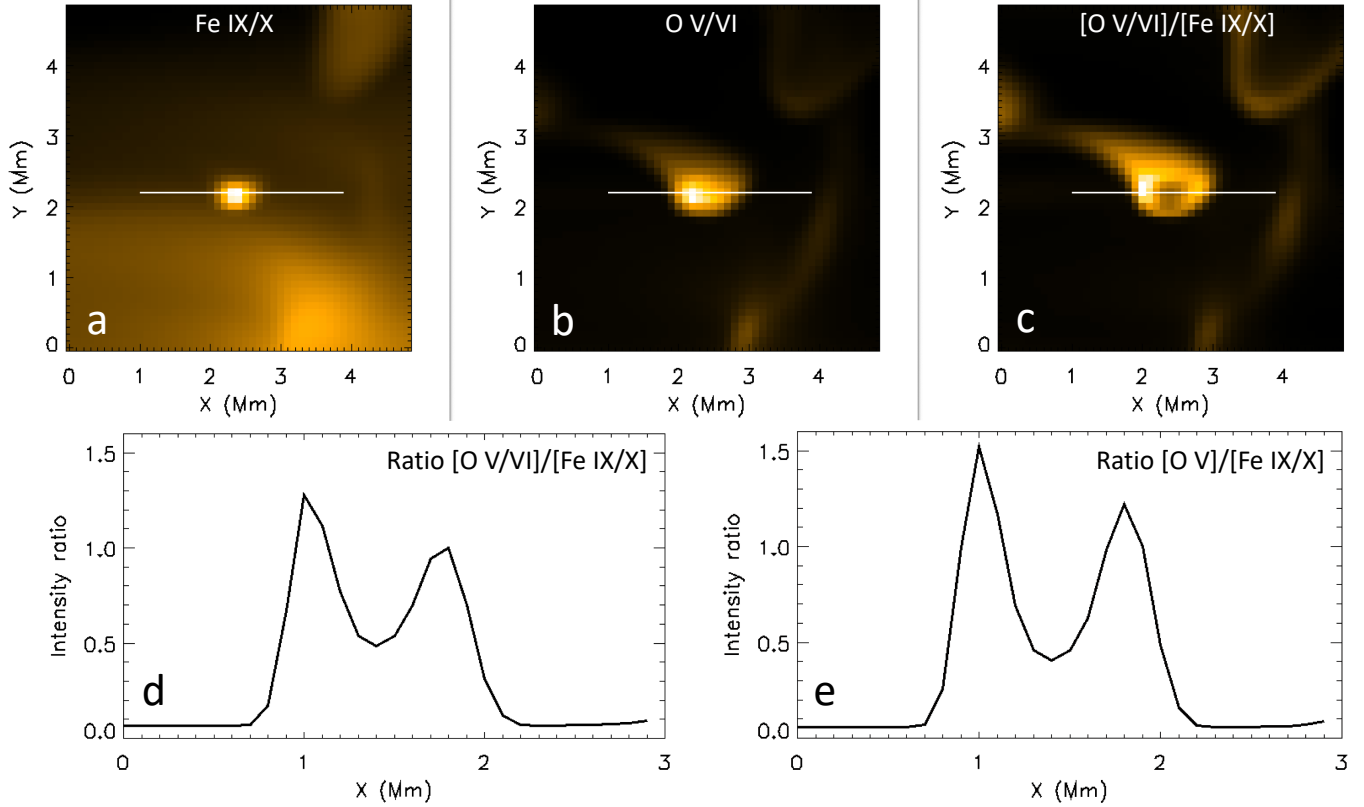 Fe IX/X
O V/VI
[O V/VI]/[Fe IX/X]
4
3
2
1
0
Y (Mm)
a
0 1 2 3 4
X (Mm)
4
3
2
1
0
Y (Mm)
b
0 1 2 3 4
X (Mm)
4
3
2
1
0
Y (Mm)
c
0 1 2 3 4
X (Mm)
Ratio [O V/VI]/[Fe IX/X]
1.5
1.0
0.5
0.0
Intensity ratio
d
0 1 2 3
X (Mm)
Ratio [O V]/[Fe IX/X]
1.5
1.0
0.5
0.0
Intensity ratio
e
0 1 2 3
X (Mm)